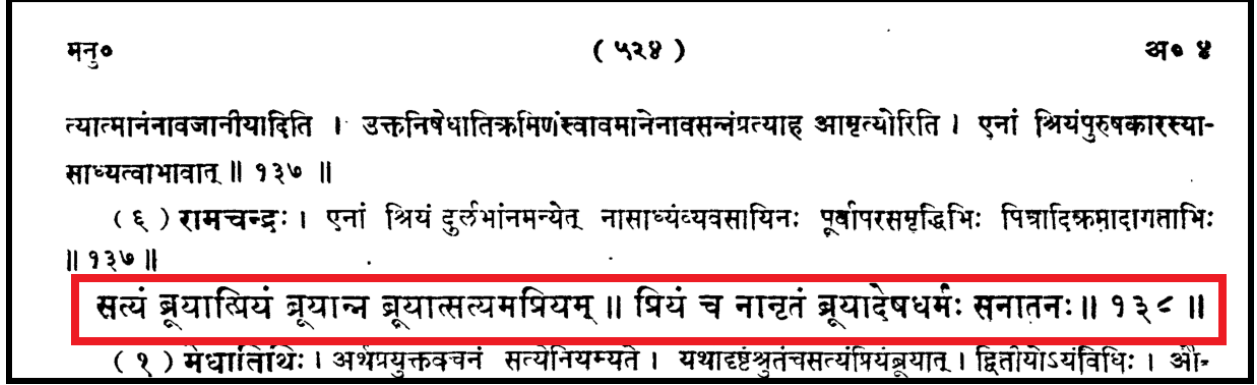 मनु० ( ५२४ ) अ० ४
त्यात्मानंनावजानीयादिति । उक्तनिषेधातिक्रमिणंस्वावमानेनावसन्नंप्रत्याह आमृत्योरिति । एनां श्रियंपुरुषकारस्या-
साध्यत्वाभावात् ॥ १३७ ॥
( ६ ) रामचन्द्रः । एनां श्रियं दुर्लभांनमन्येत् नासाध्यंव्यवसायिनः पूर्वापरसमृद्धिभिः पित्रादिक्रमादागताभिः
॥ १३७ ॥
सत्यं ब्रूयात्प्रियं ब्रूयान्न ब्रूयात्सत्यमप्रियम् ॥ प्रियं च नानृतं ब्रूयादेषधर्मः सनातनः ॥ १३८ ॥
( १ ) मेधातिथिः । अर्थप्रयुक्तवचनं सत्येनियम्यते । यथादृष्टंश्रुतंचसत्यंप्रियंब्रूयात् । द्वितीयोऽयंविधिः । औ-